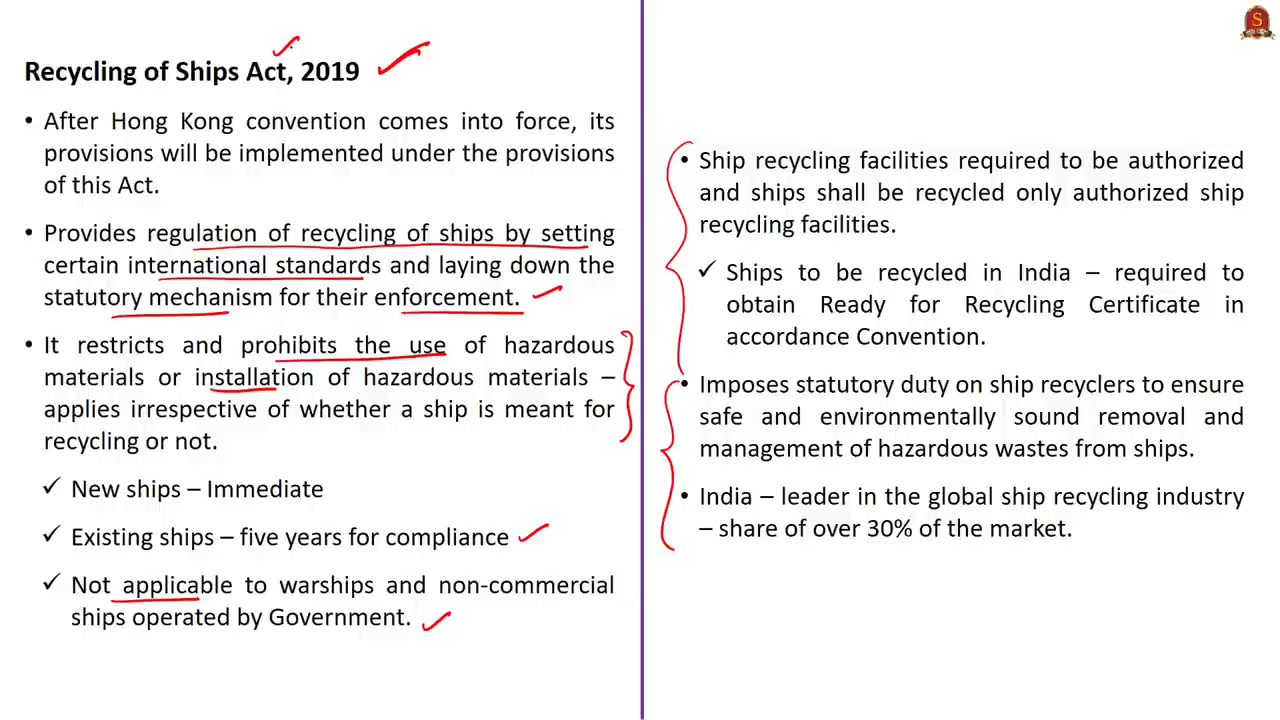 Recycling of Ships Act, 2019
• After Hong Kong convention comes into force, its
provisions will be implemented under the provisions
of this Act.
• Provides regulation of recycling of ships by setting
certain international standards and laying down the
statutory mechanism for their enforcement.
• It restricts and prohibits the use of hazardous
materials or installation of hazardous materials –
applies irrespective of whether a ship is meant for
recycling or not.
✓ New ships – Immediate
✓ Existing ships – five years for compliance
✓ Not applicable to warships and non-commercial
ships operated by Government.
• Ship recycling facilities required to be authorized
and ships shall be recycled only authorized ship
recycling facilities.
✓ Ships to be recycled in India – required to
obtain Ready for Recycling Certificate in
accordance Convention.
• Imposes statutory duty on ship recyclers to ensure
safe and environmentally sound removal and
management of hazardous wastes from ships.
• India – leader in the global ship recycling industry
– share of over 30% of the market.
S